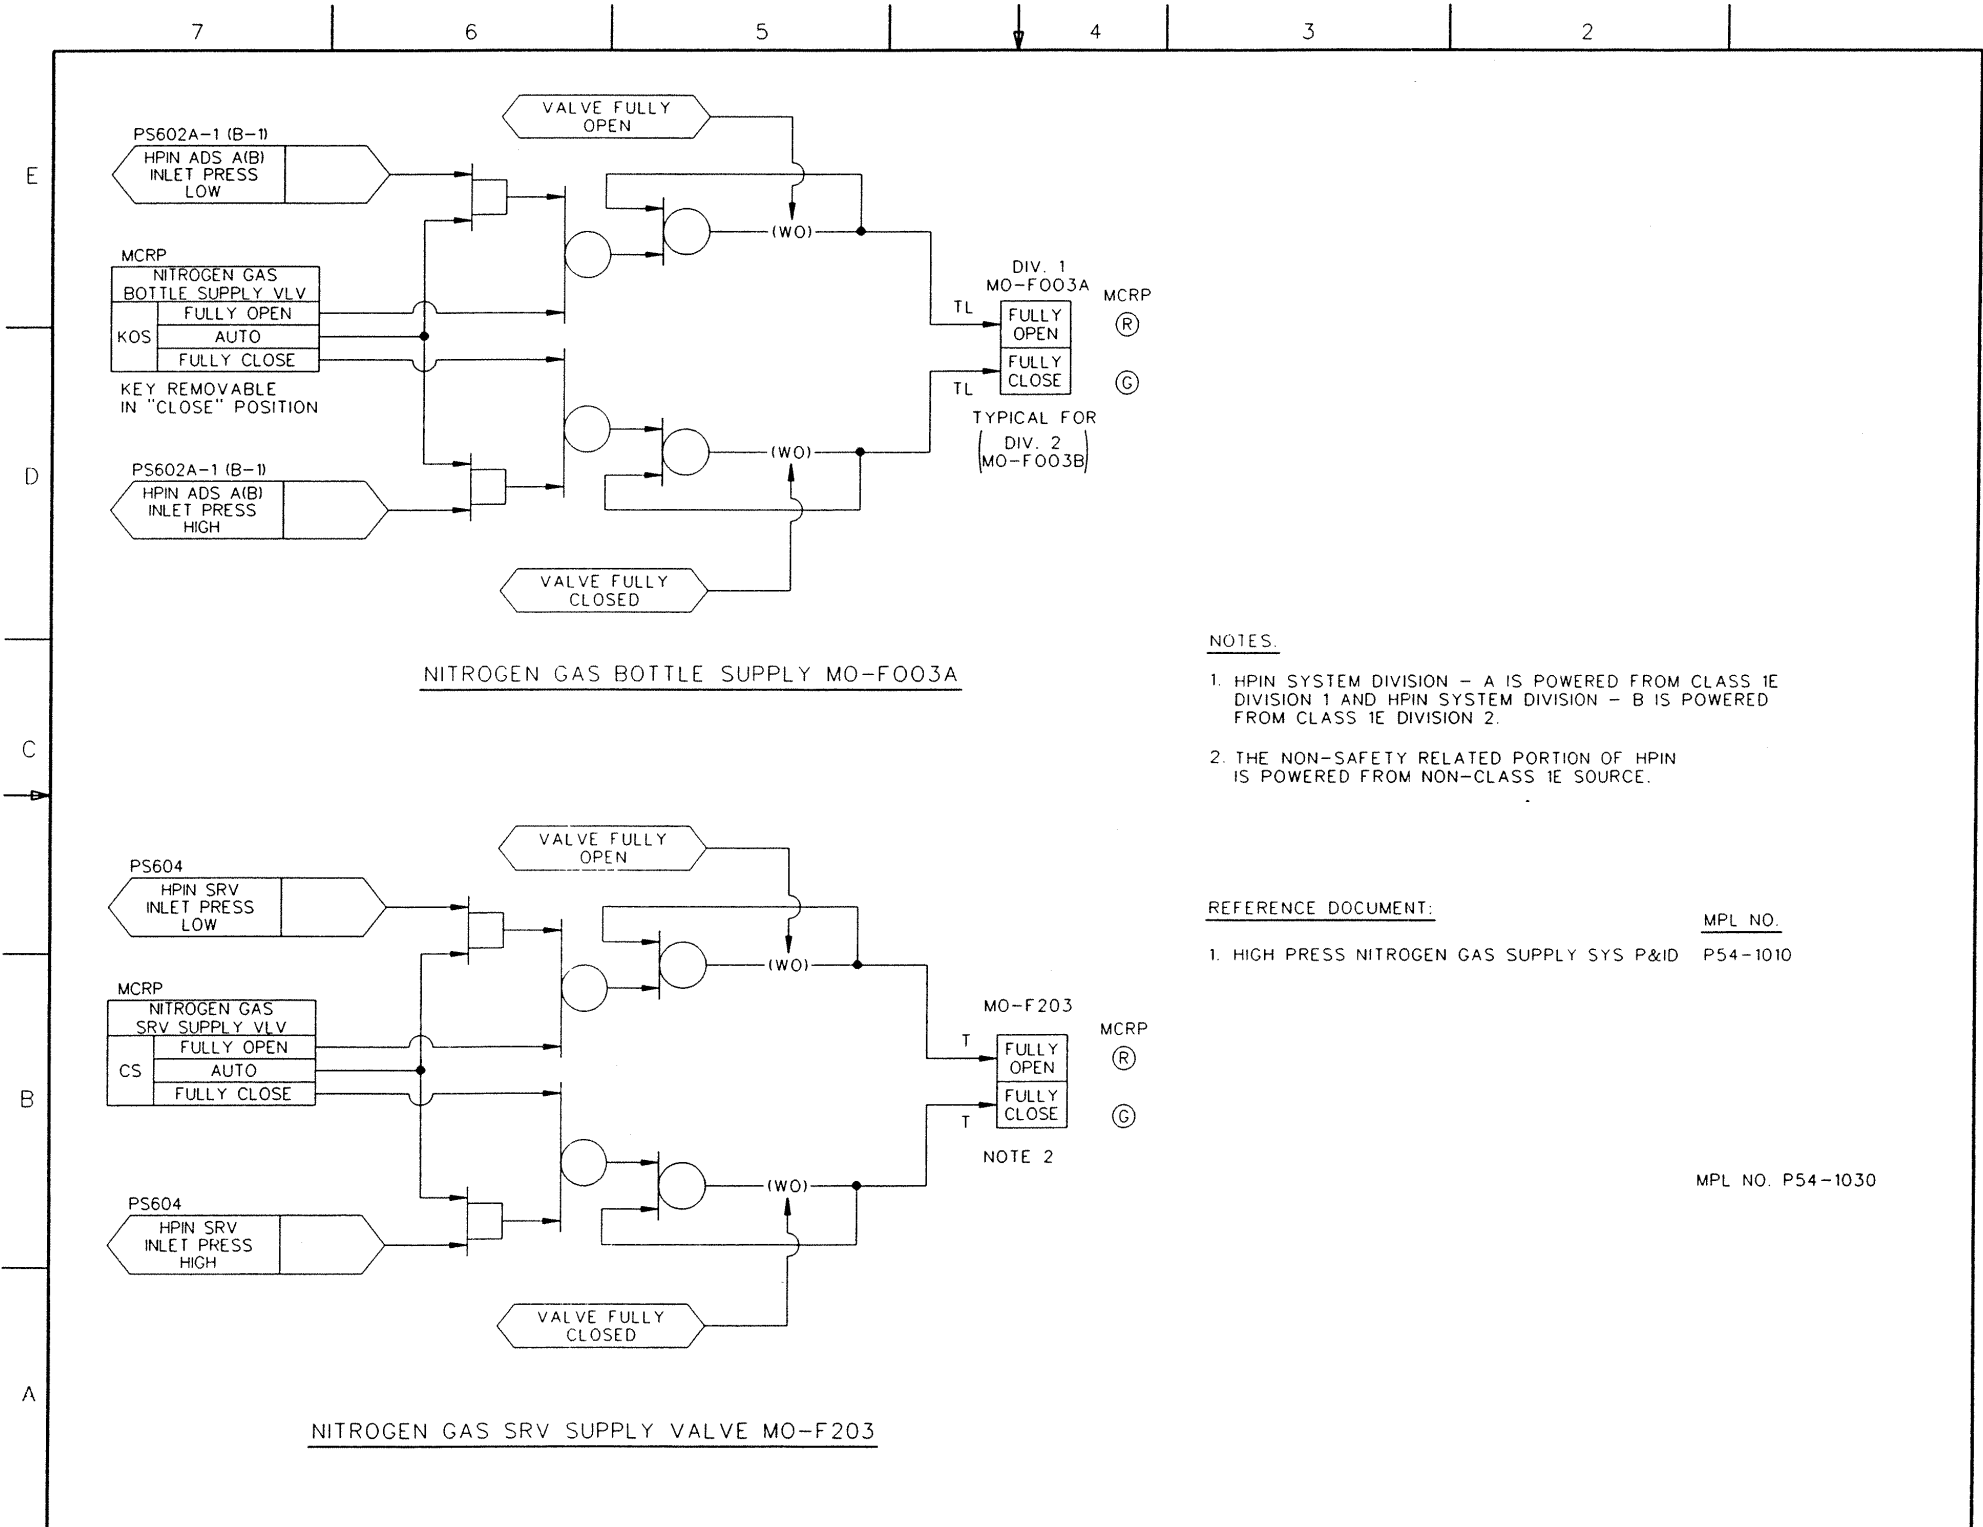 7 6 5 4 3 2
E
D
C
B
A
VALVE FULLY
OPEN
PS602A-1 (B-1)
HPIN ADS A(B)
INLET PRESS
LOW
MCRP
NITROGEN GAS
BOTTLE SUPPLY VLV
KOS
FULLY OPEN
AUTO
FULLY CLOSE
KEY REMOVABLE
IN "CLOSE" POSITION
PS602A-1 (B-1)
HPIN ADS A(B)
INLET PRESS
HIGH
(WO)
(WO)
VALVE FULLY
CLOSED
TL
TL
DIV. 1
MO-F003A
MCRP
FULLY
OPEN
R
FULLY
CLOSE
G
TYPICAL FOR
(DIV. 2
MO-F003B)
NITROGEN GAS BOTTLE SUPPLY MO-F003A
NOTES.
1. HPIN SYSTEM DIVISION - A IS POWERED FROM CLASS 1E
DIVISION 1 AND HPIN SYSTEM DIVISION - B IS POWERED
FROM CLASS 1E DIVISION 2.
2. THE NON-SAFETY RELATED PORTION OF HPIN
IS POWERED FROM NON-CLASS 1E SOURCE.
VALVE FULLY
OPEN
PS604
HPIN SRV
INLET PRESS
LOW
MCRP
NITROGEN GAS
SRV SUPPLY VLV
CS
FULLY OPEN
AUTO
FULLY CLOSE
PS604
HPIN SRV
INLET PRESS
HIGH
(WO)
(WO)
VALVE FULLY
CLOSED
T
T
MO-F203
MCRP
FULLY
OPEN
R
FULLY
CLOSE
G
NOTE 2
NITROGEN GAS SRV SUPPLY VALVE MO-F203
REFERENCE DOCUMENT:
MPL NO.
1. HIGH PRESS NITROGEN GAS SUPPLY SYS P&ID P54-1010
MPL NO. P54-1030